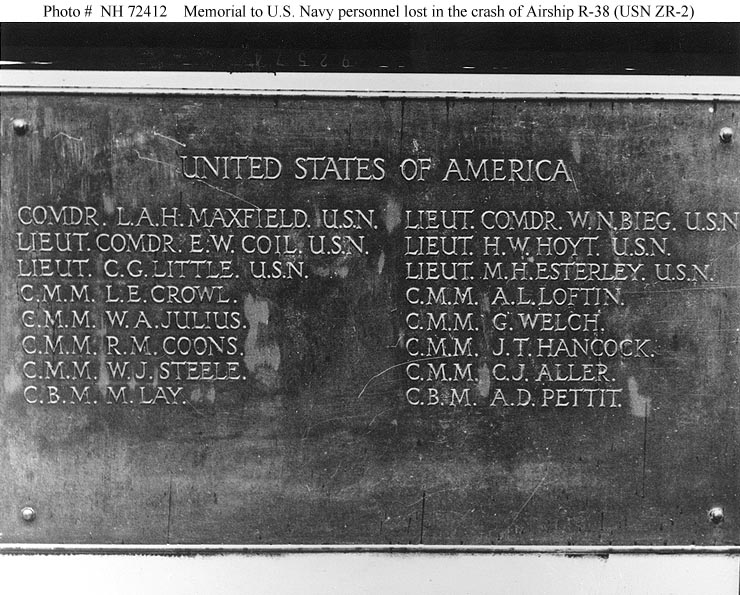 Photo # NH 72412 Memorial to U.S. Navy personnel lost in the crash of Airship R-38 (USN ZR-2)
UNITED STATES OF AMERICA
COMDR. L.A.H. MAXFIELD. U.S.N.
LIEUT. COMDR. E.W. COIL. U.S.N.
LIEUT. C.G. LITTLE. U.S.N.
C.M.M. L.E. CROWL.
C.M.M. W.A. JULIUS.
C.M.M. R.M. COONS.
C.M.M. W.J. STEELE.
C.B.M. M. LAY.
LIEUT. COMDR. W.N. BIEG. U.S.N
LIEUT. H.W. HOYT. U.S.N.
LIEUT. M.H. ESTERLEY. U.S.N.
C.M.M. A.L. LOFTIN.
C.M.M. G. WELCH.
C.M.M. J.T. HANCOCK.
C.M.M. C.J. ALLER.
C.B.M. A.D. PETTIT.